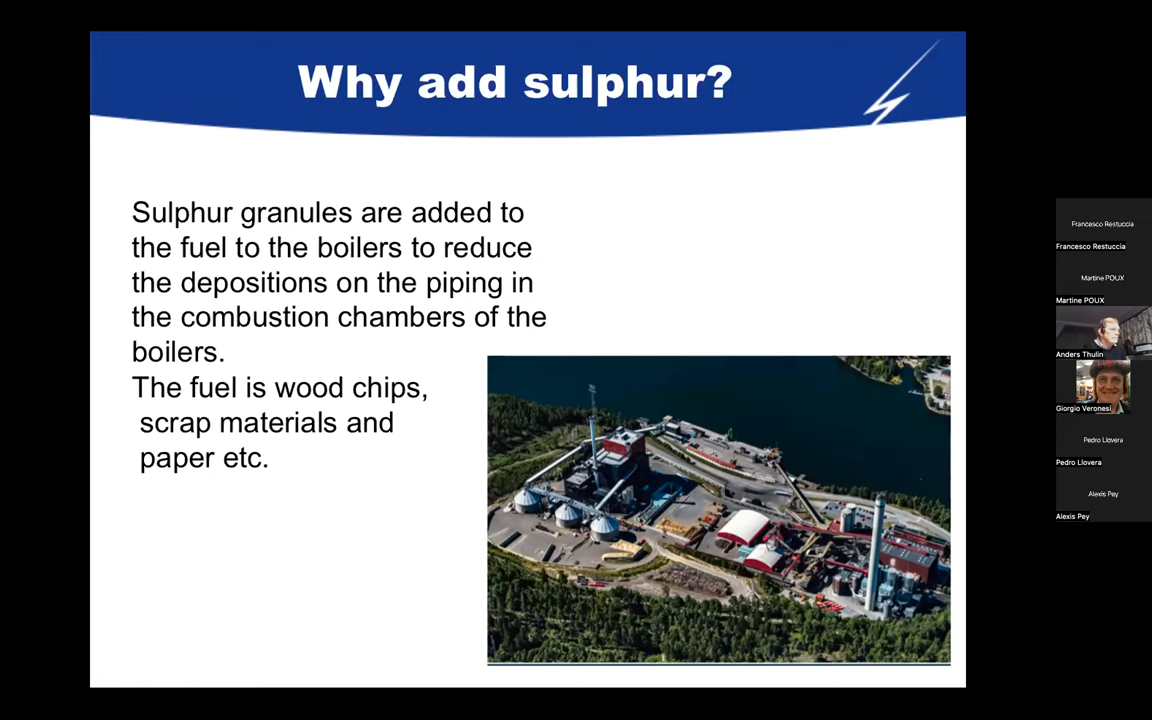 Why add sulphur?
Sulphur granules are added to
the fuel to the boilers to reduce
the depositions on the piping in
the combustion chambers of the
boilers.
The fuel is wood chips,
scrap materials and
paper etc.
Francesco Restuccia
Francesco Restuccia
Martine POUX
Martine POUX
Anders Thulin
Giorgio Veronesi
Pedro Llovera
Pedro Llovera
Alexis Pey
Alexis Pey